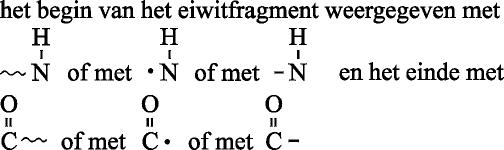 het begin van het eiwitfragment weergegeven met
H H H
~N of met •N of met –N en het einde met
O O O
C~ of met C• of met C–